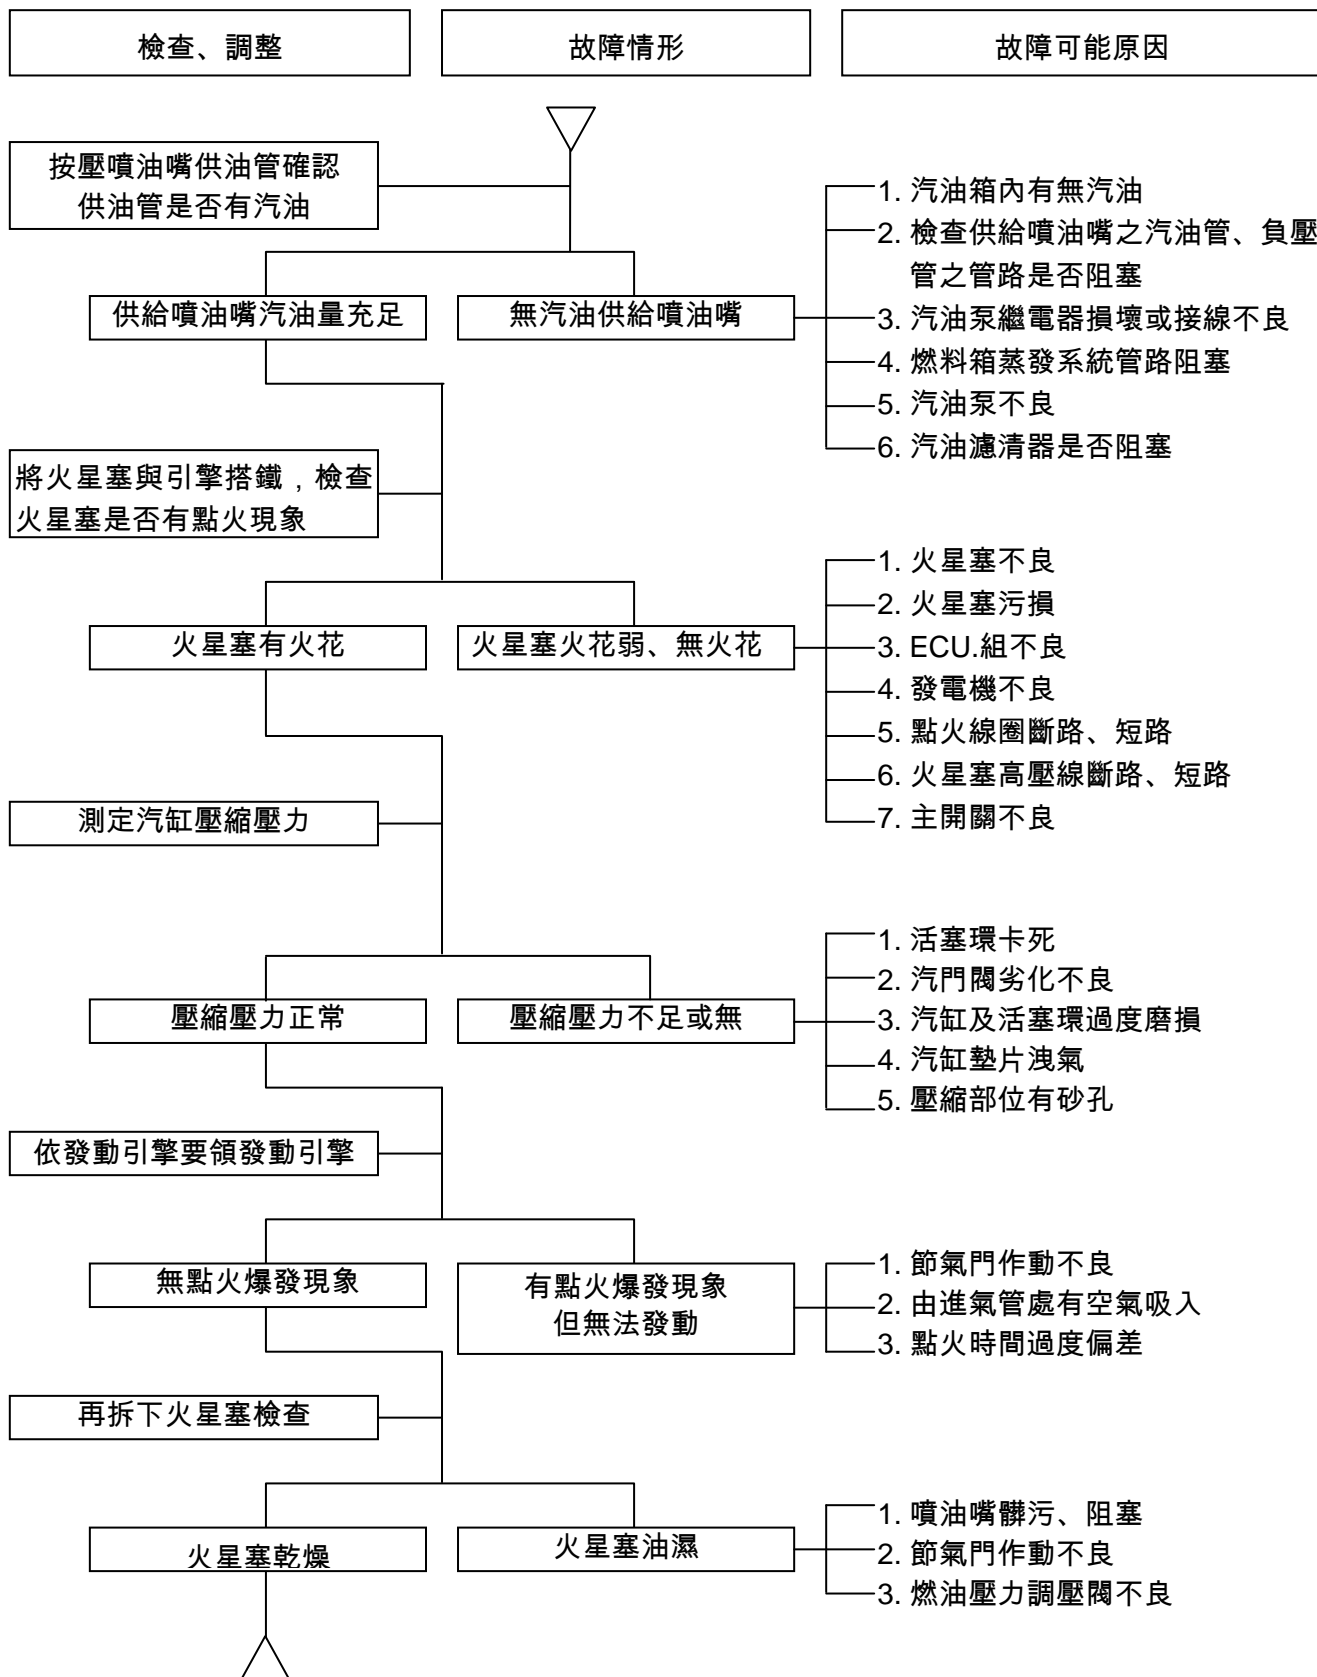 檢查、調整
故障情形
故障可能原因
按壓噴油嘴供油管確認
供油管是否有汽油
供給噴油嘴汽油量充足
無汽油供給噴油嘴
1. 汽油箱內有無汽油
2. 檢查供給噴油嘴之汽油管、負壓
管之管路是否阻塞
3. 汽油泵繼電器損壞或接線不良
4. 燃料箱蒸發系統管路阻塞
5. 汽油泵不良
6. 汽油濾清器是否阻塞
將火星塞與引擎搭鐵，檢查
火星塞是否有點火現象
火星塞有火花
火星塞火花弱、無火花
1. 火星塞不良
2. 火星塞污損
3. ECU.組不良
4. 發電機不良
5. 點火線圈斷路、短路
6. 火星塞高壓線斷路、短路
7. 主開關不良
測定汽缸壓縮壓力
壓縮壓力正常
壓縮壓力不足或無
1. 活塞環卡死
2. 汽門閥劣化不良
3. 汽缸及活塞環過度磨損
4. 汽缸墊片洩氣
5. 壓縮部位有砂孔
依發動引擎要領發動引擎
無點火爆發現象
有點火爆發現象
但無法發動
1. 節氣門作動不良
2. 由進氣管處有空氣吸入
3. 點火時間過度偏差
再拆下火星塞檢查
火星塞乾燥
火星塞油濕
1. 噴油嘴髒污、阻塞
2. 節氣門作動不良
3. 燃油壓力調壓閥不良